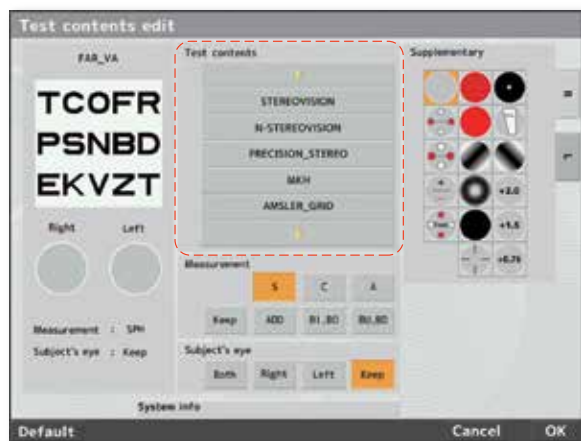 Test contents edit
FAR_VA
TCOFR
PSNBD
EKVZT
Right Left
Measurement : SPH
Subject's eye : Keep
Test contents
STEREOVISION
N-STEREOVISION
PRECISION_STEREO
MKH
AMSLER_GRID
Measurement
S C A
Keep ADD BI.BO BU.BD
Subject's eye
Both Right Left Keep
Supplementary
+2.0
+1.5
+0.75
R
L
System info
Default Cancel OK